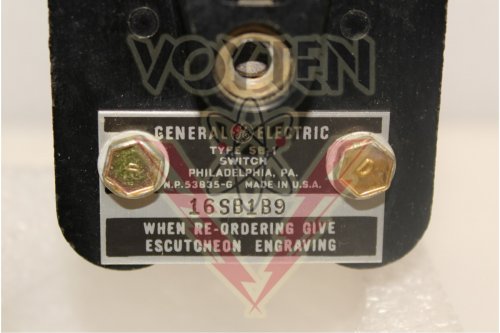 VOYTEN
GENERAL GE ELECTRIC
TYPE SB-1
SWITCH
PHILADELPHIA, PA.
N.P. 53835-G MADE IN U.S.A.
16SB1B9
WHEN RE-ORDERING GIVE
ESCUTCHEON ENGRAVING